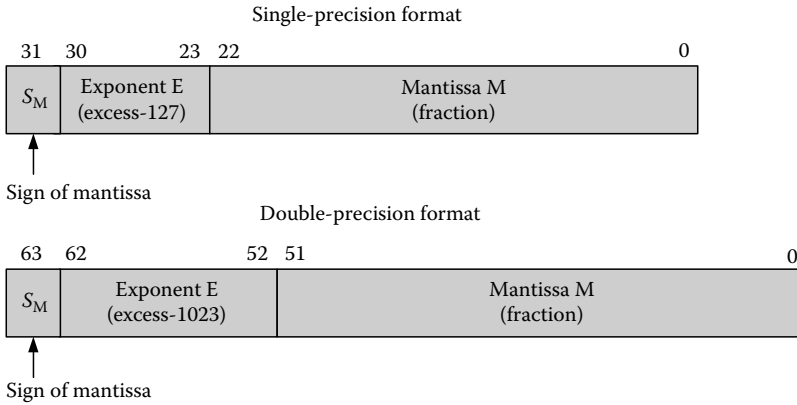 Single-precision format
31 30 23 22 0
S_M
Exponent E
(excess-127)
Mantissa M
(fraction)
Sign of mantissa
Double-precision format
63 62 52 51 0
S_M
Exponent E
(excess-1023)
Mantissa M
(fraction)
Sign of mantissa